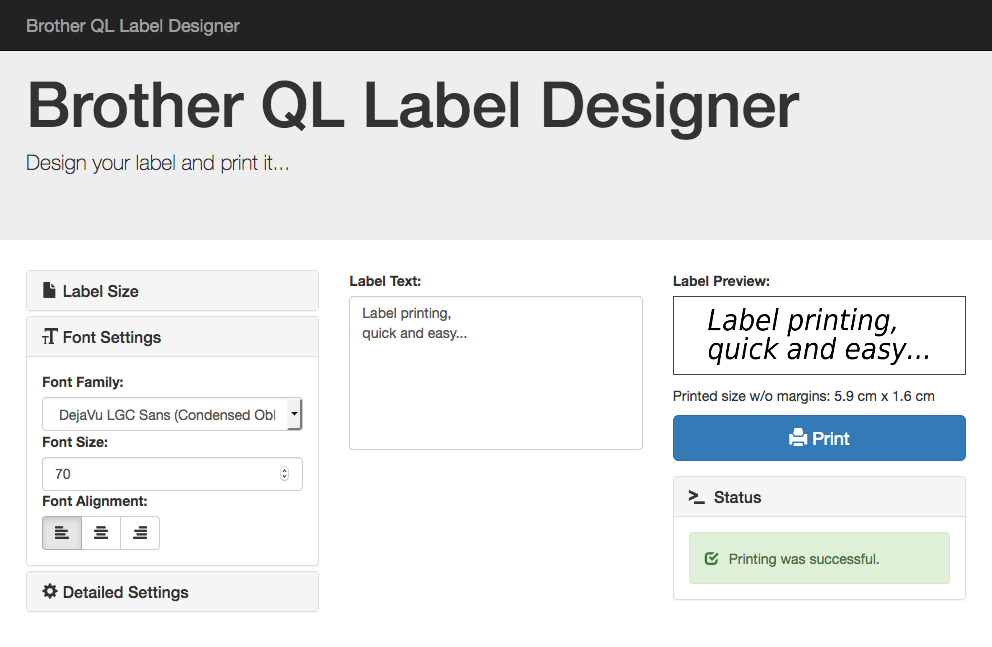 Brother QL Label Designer
Brother QL Label Designer
Design your label and print it...
Label Size
Font Settings
Font Family:
DejaVu LGC Sans (Condensed Obl
Font Size:
70
Font Alignment:
Detailed Settings
Label Text:
Label printing,
quick and easy...
Label Preview:
Label printing,
quick and easy...
Printed size w/o margins: 5.9 cm x 1.6 cm
Print
Status
Printing was successful.